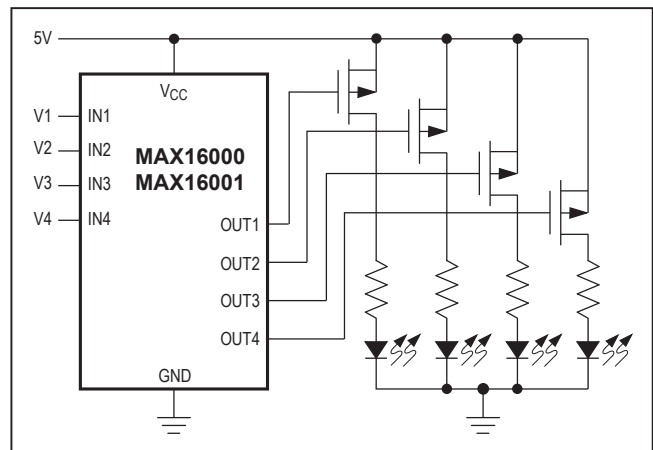 5V
VCC
V1 IN1
V2 IN2
V3 IN3
V4 IN4
MAX16000
MAX16001
OUT1
OUT2
OUT3
OUT4
GND